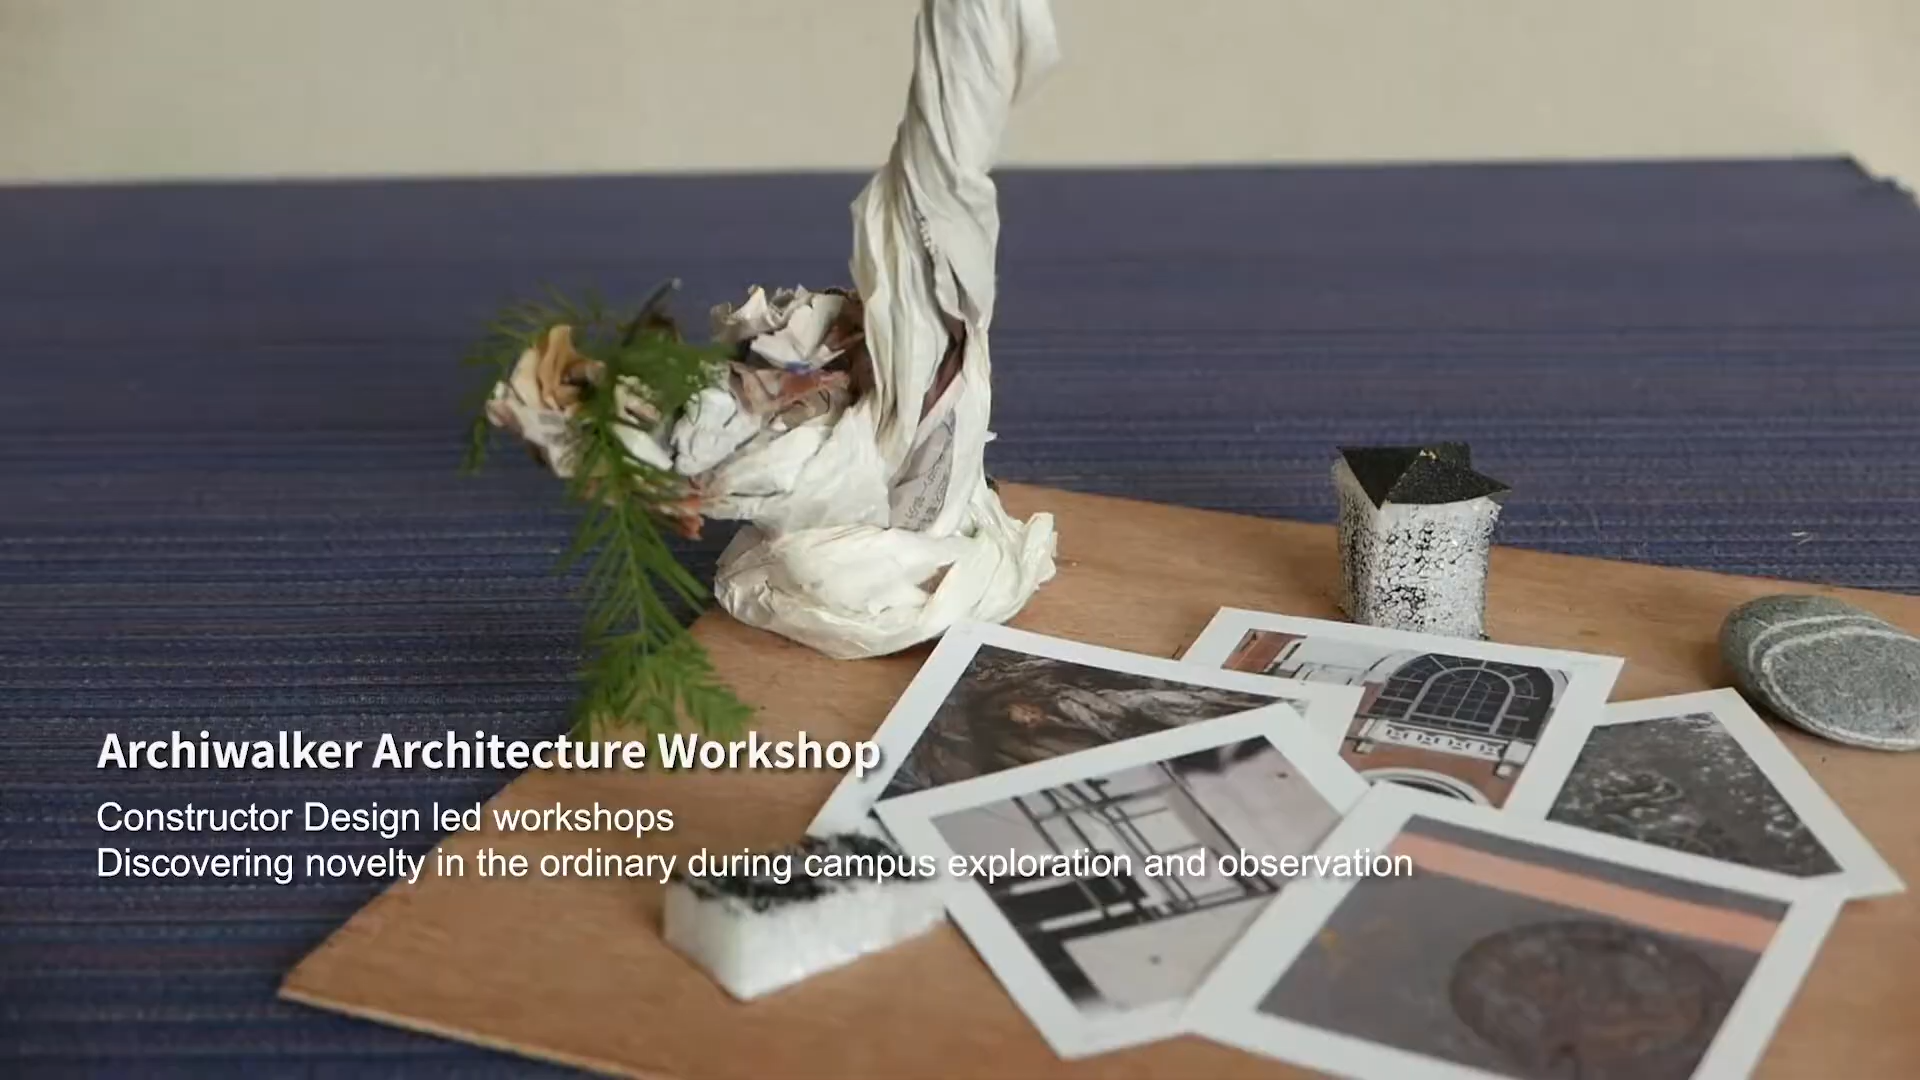 Archiwalker Architecture Workshop
Constructor Design led workshops
Discovering novelty in the ordinary during campus exploration and observation